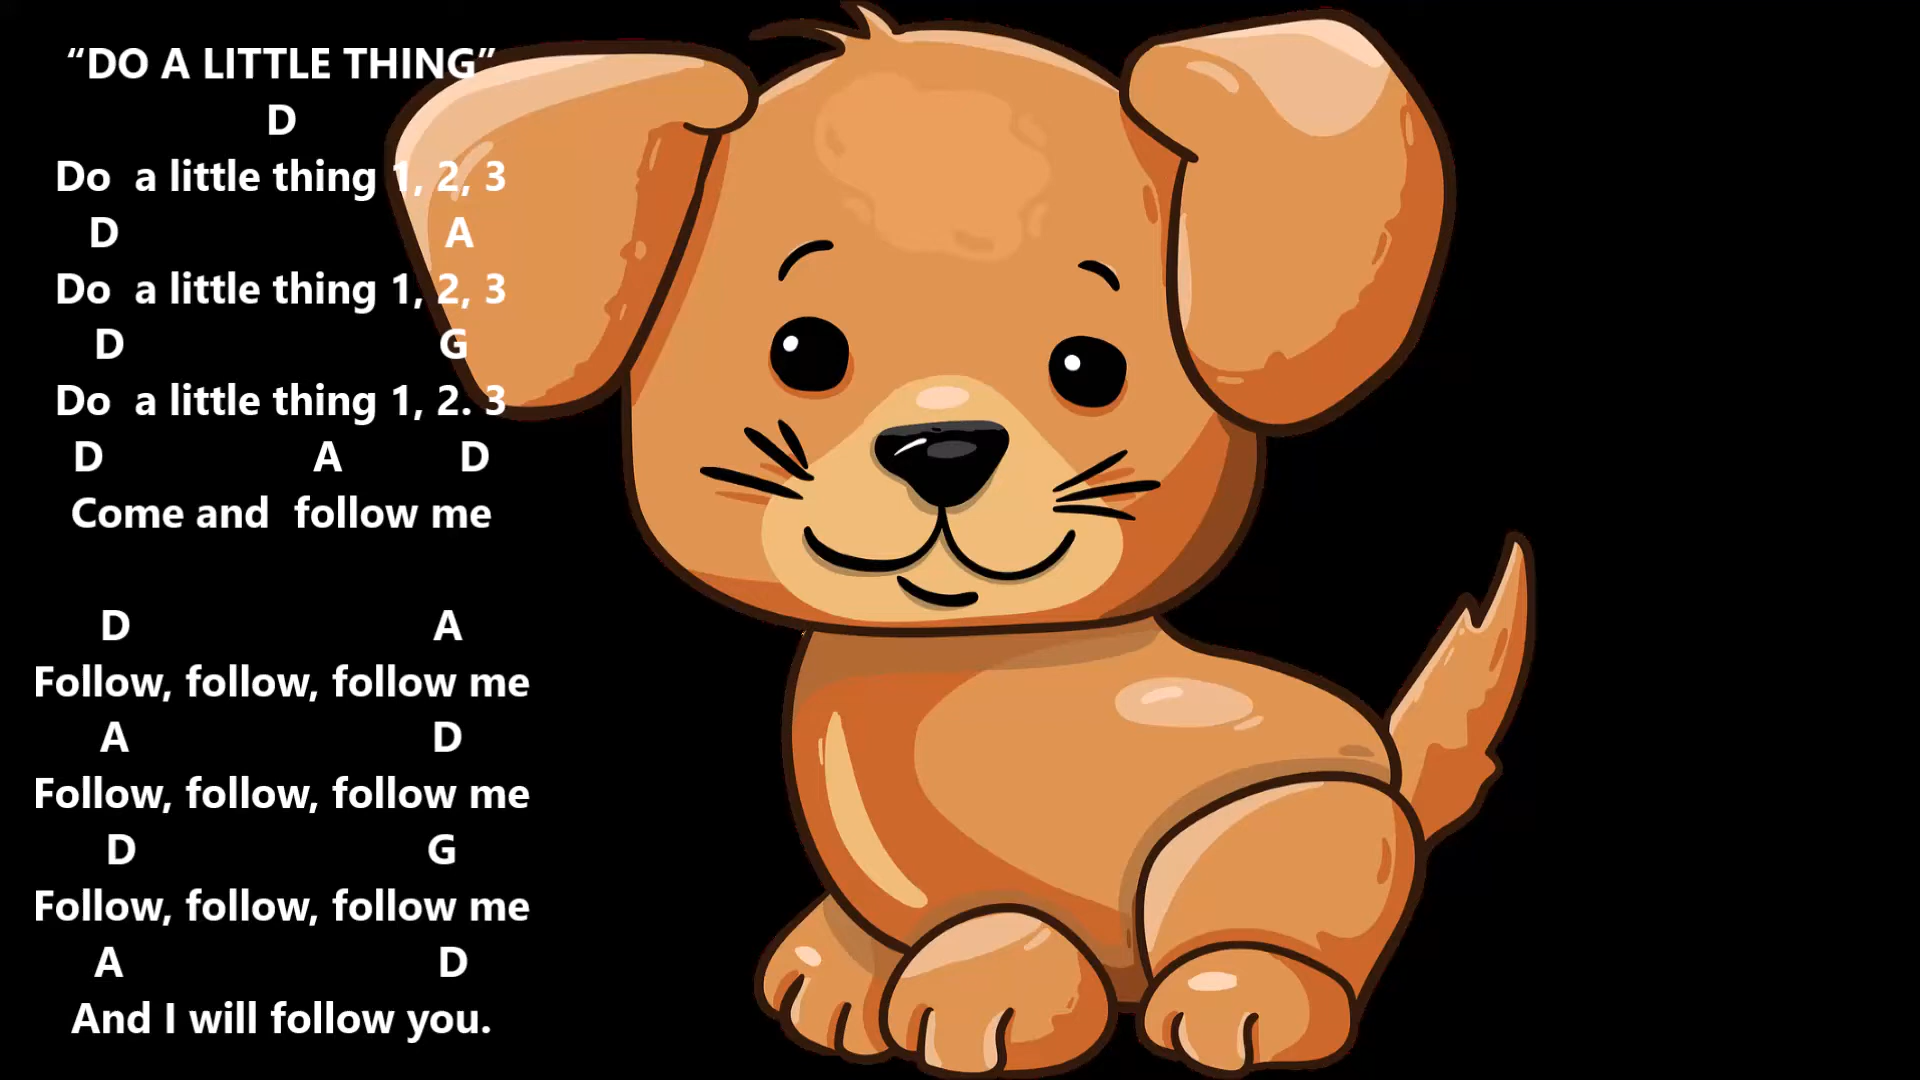 “DO A LITTLE THING”
D
Do a little thing 1, 2, 3
D A
Do a little thing 1, 2, 3
D G
Do a little thing 1, 2. 3
D A D
Come and follow me
D A
Follow, follow, follow me
A D
Follow, follow, follow me
D G
Follow, follow, follow me
A D
And I will follow you.